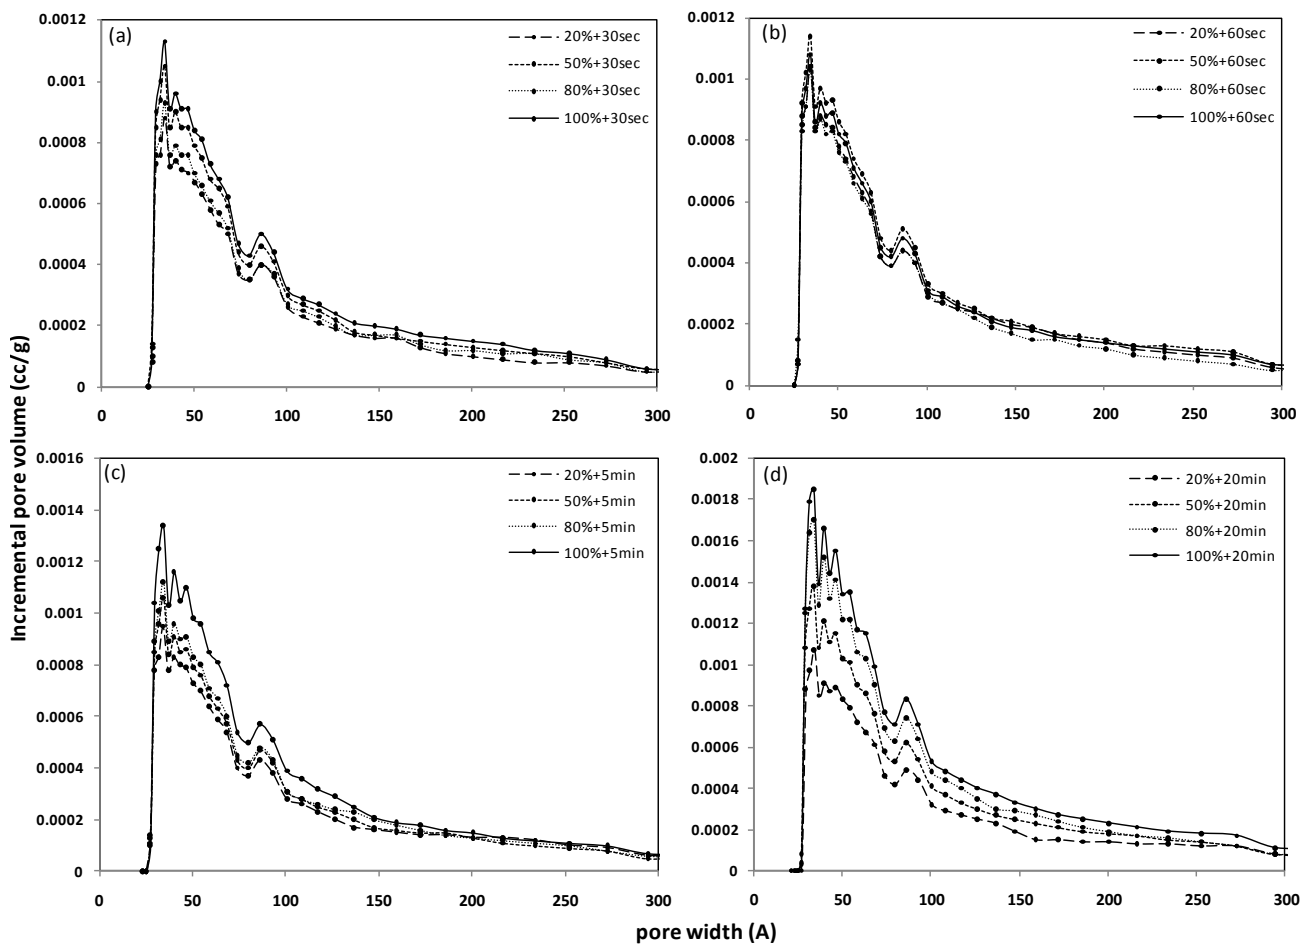 (a)
0.0012
0.001
0.0008
0.0006
0.0004
0.0002
0
0 50 100 150 200 250 300
20%+30sec
50%+30sec
80%+30sec
100%+30sec
(b)
0.0012
0.001
0.0008
0.0006
0.0004
0.0002
0
0 50 100 150 200 250 300
20%+60sec
50%+60sec
80%+60sec
100%+60sec
Incremental pore volume (cc/g)
(c)
0.0016
0.0014
0.0012
0.001
0.0008
0.0006
0.0004
0.0002
0
0 50 100 150 200 250 300
20%+5min
50%+5min
80%+5min
100%+5min
(d)
0.002
0.0018
0.0016
0.0014
0.0012
0.001
0.0008
0.0006
0.0004
0.0002
0
0 50 100 150 200 250 300
20%+20min
50%+20min
80%+20min
100%+20min
pore width (A)